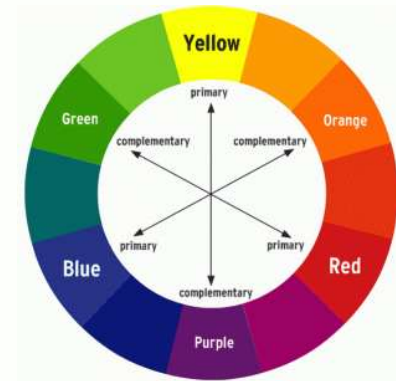 Yellow
primary
Green
Orange
complementary
complementary
primary
primary
Blue
Red
complementary
Purple